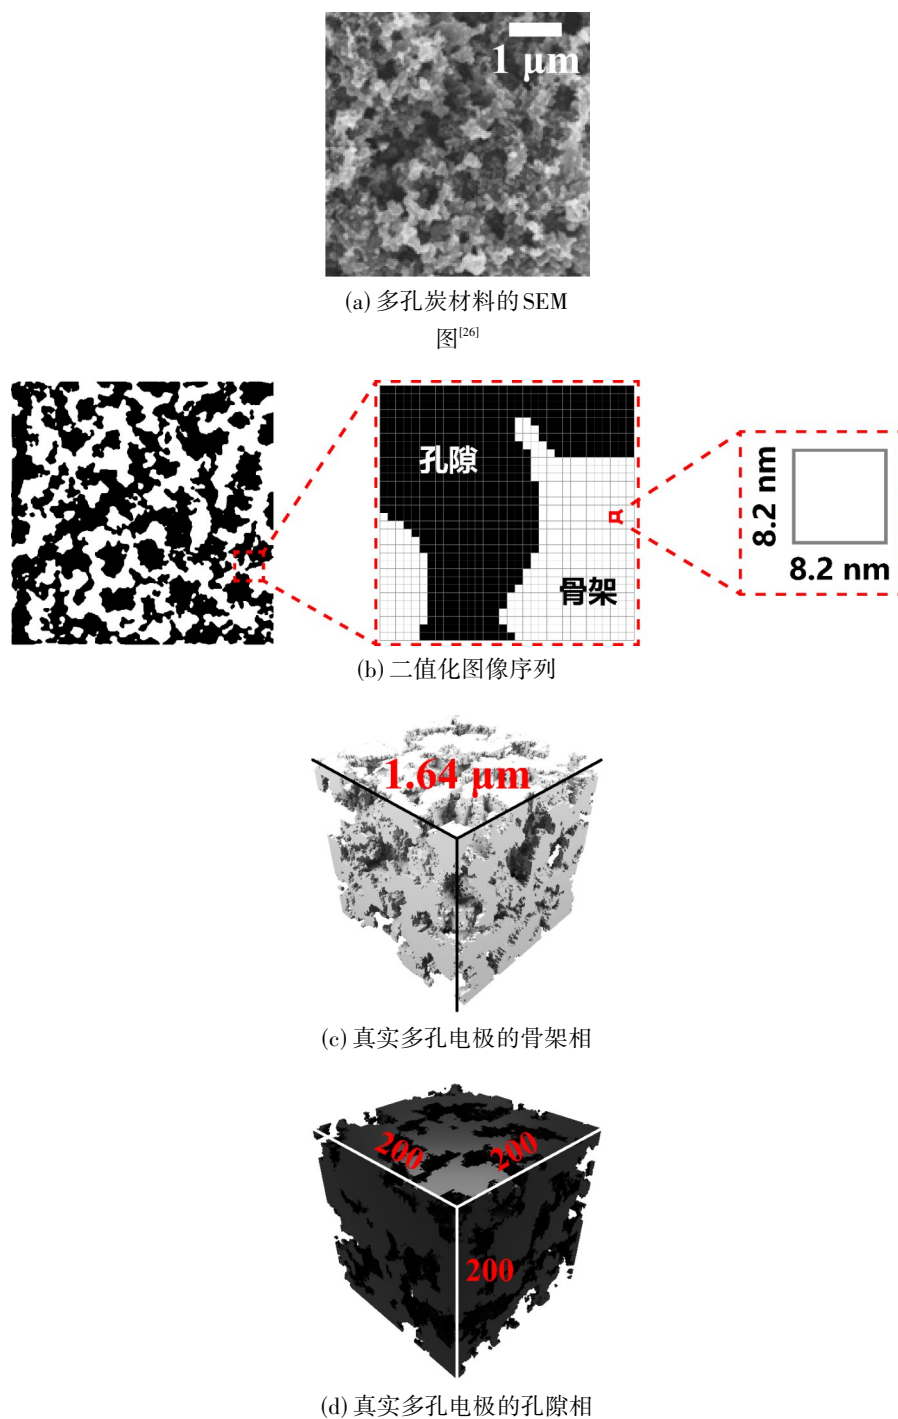 1 μm
(a) 多孔炭材料的SEM
图[26]
孔隙
骨架
8.2 nm
8.2 nm
(b) 二值化图像序列
1.64 μm
(c) 真实多孔电极的骨架相
200
200
200
(d) 真实多孔电极的孔隙相